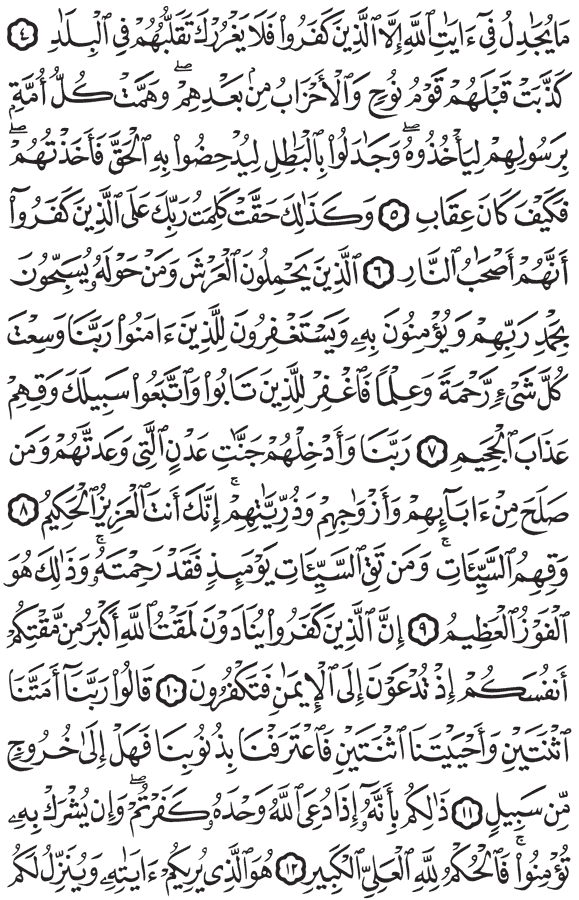 مَا يُجَٰدِلُ فِىٓ ءَايَٰتِ ٱللَّهِ إِلَّا ٱلَّذِينَ كَفَرُوا۟ فَلَا يَغْرُرْكَ تَقَلُّبُهُمْ فِى ٱلْبِلَٰدِ ٤
كَذَّبَتْ قَبْلَهُمْ قَوْمُ نُوحٍ وَٱلْأَحْزَابُ مِنۢ بَعْدِهِمْ ۖ وَهَمَّتْ كُلُّ أُمَّةٍۭ
بِرَسُولِهِمْ لِيَأْخُذُوهُ ۖ وَجَٰدَلُوا۟ بِٱلْبَٰطِلِ لِيُدْحِضُوا۟ بِهِ ٱلْحَقَّ فَأَخَذْتُهُمْ ۖ
فَكَيْفَ كَانَ عِقَابِ ٥ وَكَذَٰلِكَ حَقَّتْ كَلِمَتُ رَبِّكَ عَلَى ٱلَّذِينَ كَفَرُوٓا۟
أَنَّهُمْ أَصْحَٰبُ ٱلنَّارِ ٦ ٱلَّذِينَ يَحْمِلُونَ ٱلْعَرْشَ وَمَنْ حَوْلَهُۥ يُسَبِّحُونَ
بِحَمْدِ رَبِّهِمْ وَيُؤْمِنُونَ بِهِۦ وَيَسْتَغْفِرُونَ لِلَّذِينَ ءَامَنُوا۟ رَبَّنَا وَسِعْتَ
كُلَّ شَىْءٍ رَّحْمَةً وَعِلْمًا فَٱغْفِرْ لِلَّذِينَ تَابُوا۟ وَٱتَّبَعُوا۟ سَبِيلَكَ وَقِهِمْ
عَذَابَ ٱلْجَحِيمِ ٧ رَبَّنَا وَأَدْخِلْهُمْ جَنَّٰتِ عَدْنٍ ٱلَّتِى وَعَدتَّهُمْ وَمَن
صَلَحَ مِنْ ءَابَآئِهِمْ وَأَزْوَٰجِهِمْ وَذُرِّيَّٰتِهِمْ ۚ إِنَّكَ أَنتَ ٱلْعَزِيزُ ٱلْحَكِيمُ ٨
وَقِهِمُ ٱلسَّيِّـَٔاتِ ۚ وَمَن تَقِ ٱلسَّيِّـَٔاتِ يَوْمَئِذٍ فَقَدْ رَحِمْتَهُۥ ۚ وَذَٰلِكَ هُوَ
ٱلْفَوْزُ ٱلْعَظِيمُ ٩ إِنَّ ٱلَّذِينَ كَفَرُوا۟ يُنَادَوْنَ لَمَقْتُ ٱللَّهِ أَكْبَرُ مِن مَّقْتِكُمْ
أَنفُسَكُمْ إِذْ تُدْعَوْنَ إِلَى ٱلْإِيمَٰنِ فَتَكْفُرُونَ ١٠ قَالُوا۟ رَبَّنَآ أَمَتَّنَا
ٱثْنَتَيْنِ وَأَحْيَيْتَنَا ٱثْنَتَيْنِ فَٱعْتَرَفْنَا بِذُنُوبِنَا فَهَلْ إِلَىٰ خُرُوجٍ
مِّن سَبِيلٍ ١١ ذَٰلِكُم بِأَنَّهُۥٓ إِذَا دُعِىَ ٱللَّهُ وَحْدَهُۥ كَفَرْتُمْ ۖ وَإِن يُشْرَكْ بِهِۦ
تُؤْمِنُوا۟ ۚ فَٱلْحُكْمُ لِلَّهِ ٱلْعَلِىِّ ٱلْكَبِيرِ ١٢ هُوَ ٱلَّذِى يُرِيكُمْ ءَايَٰتِهِۦ وَيُنَزِّلُ لَكُم